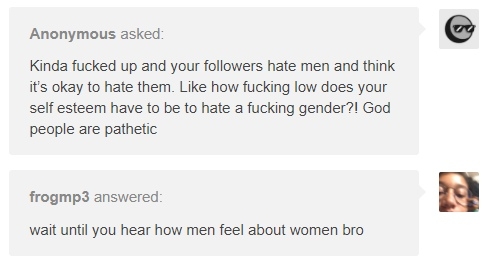 Anonymous asked:
Kinda fucked up and your followers hate men and think
it's okay to hate them. Like how fucking low does your
self esteem have to be to hate a fucking gender?! God
people are pathetic
frogmp3 answered:
wait until you hear how men feel about women bro